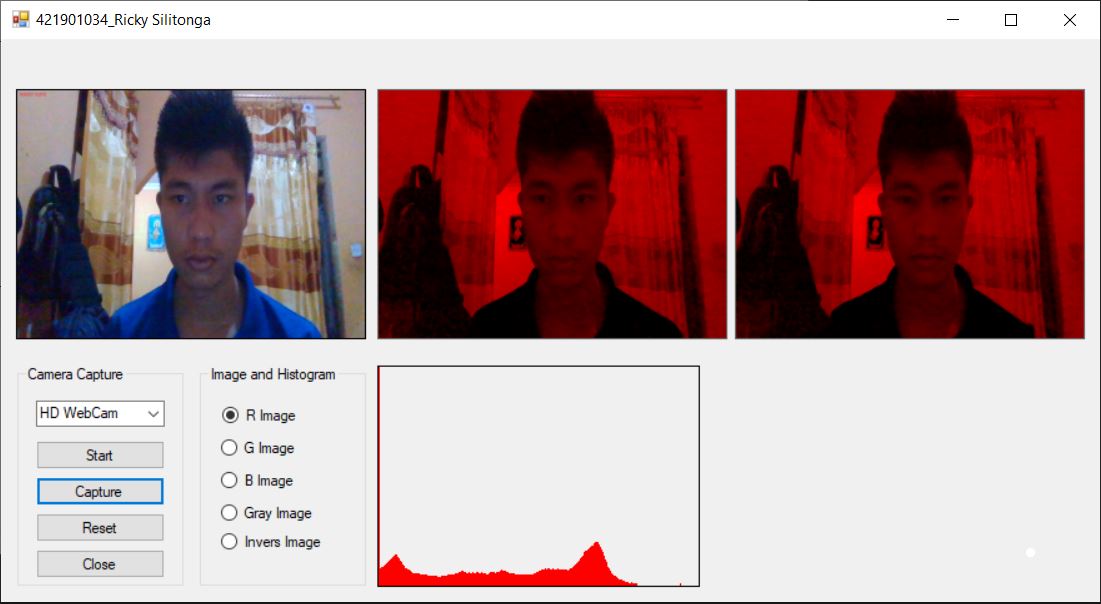 421901034_Ricky Silitonga
Camera Capture
HD WebCam
Start
Capture
Reset
Close
Image and Histogram
R Image
G Image
B Image
Gray Image
Invers Image